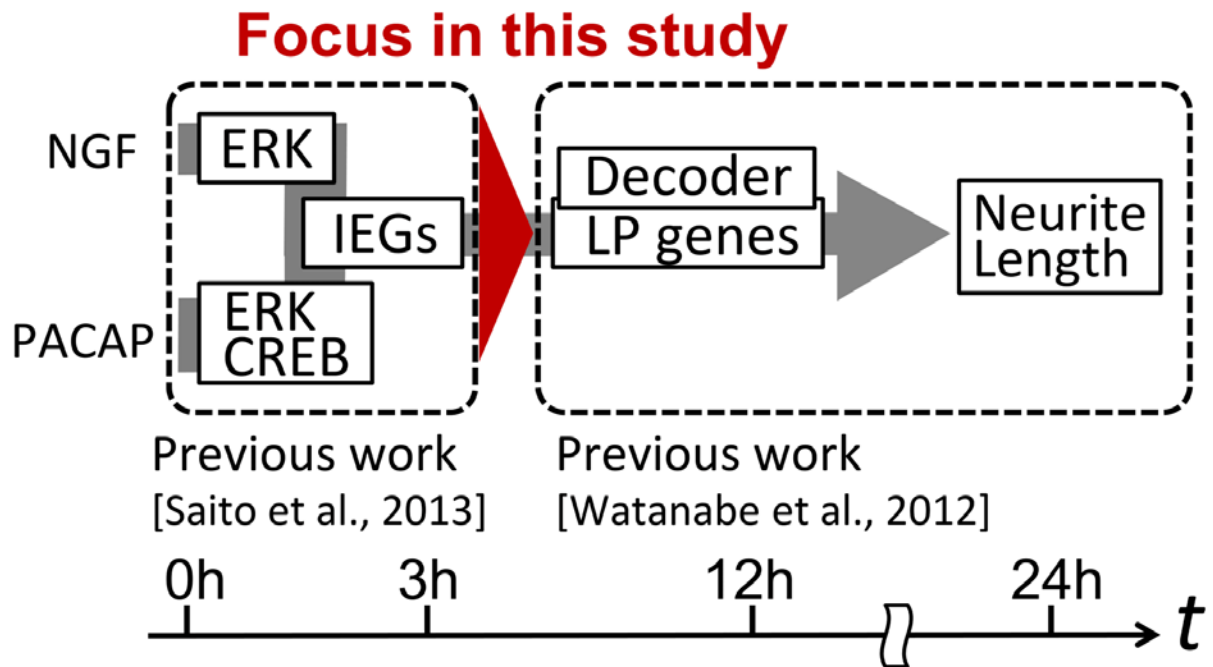 Focus in this study
NGF
ERK
IEGs
PACAP
ERK
CREB
Decoder
LP genes
Neurite
Length
Previous work
[Saito et al., 2013]
Previous work
[Watanabe et al., 2012]
0h
3h
12h
24h
t